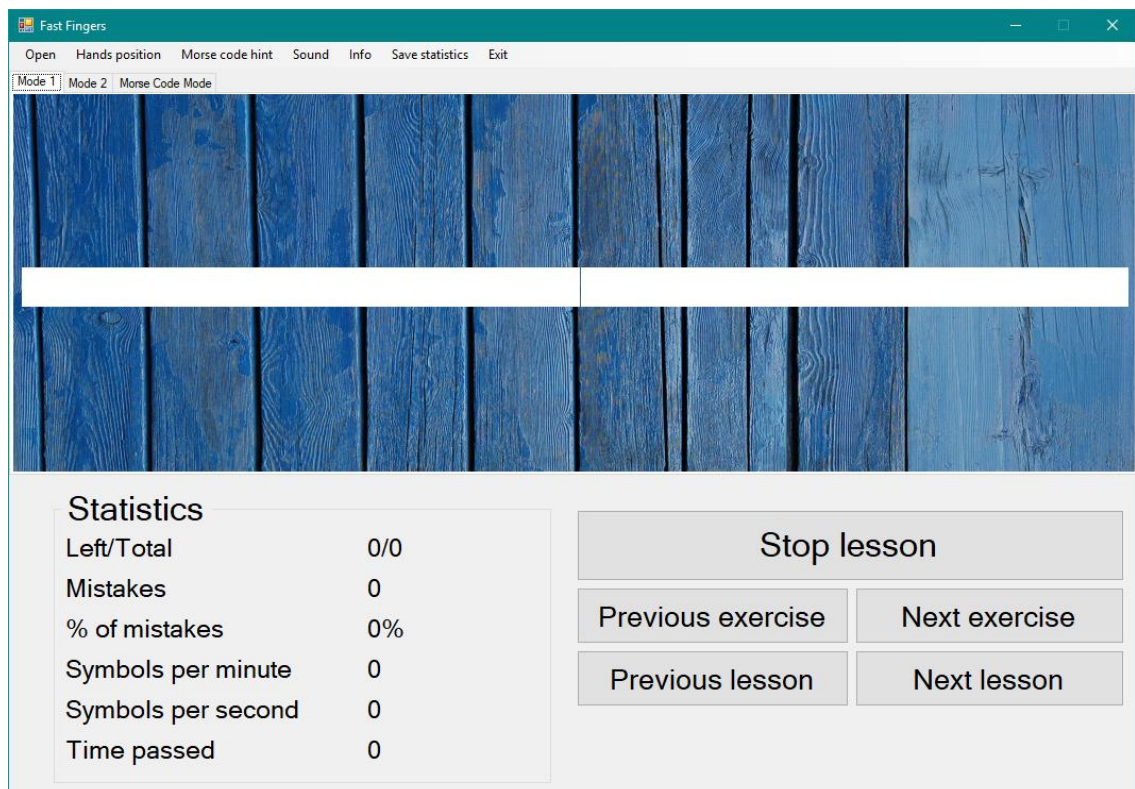 Fast Fingers
Open Hands position Morse code hint Sound Info Save statistics Exit
Mode 1 Mode 2 Morse Code Mode
Statistics
Left/Total 0/0
Mistakes 0
% of mistakes 0%
Symbols per minute 0
Symbols per second 0
Time passed 0
Stop lesson
Previous exercise Next exercise
Previous lesson Next lesson